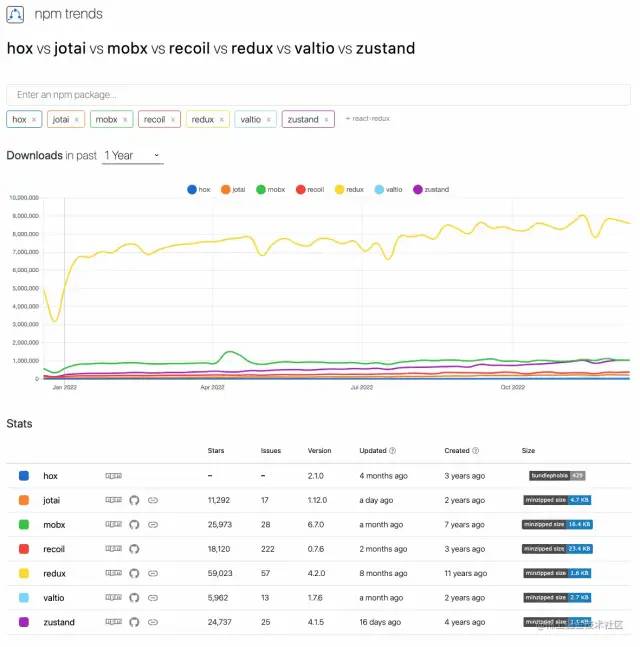 npm trends
hox vs jotai vs mobx vs recoil vs redux vs valtio vs zustand
Enter an npm package...
hox × jotai × mobx × recoil × redux × valtio × zustand × + react-redux
Downloads in past 1 Year
hox jotai mobx recoil redux valtio zustand
10,000,000
9,000,000
8,000,000
7,000,000
6,000,000
5,000,000
4,000,000
3,000,000
2,000,000
1,000,000
0
Jan 2022 Apr 2022 Jul 2022 Oct 2022
Stats
Stars Issues Version Updated ? Created ? Size
hox npm – – 2.1.0 4 months ago 3 years ago bundlephobia 429
jotai npm 11,292 17 1.12.0 a day ago 2 years ago minzipped size 4.7 KB
mobx npm 25,973 28 6.7.0 a month ago 7 years ago minzipped size 16.4 KB
recoil npm 18,120 222 0.7.6 2 months ago 3 years ago minzipped size 23.4 KB
redux npm 59,023 57 4.2.0 8 months ago 11 years ago minzipped size 1.6 KB
valtio npm 5,962 13 1.7.6 a month ago 2 years ago minzipped size 2.7 KB
zustand npm 24,737 25 4.1.5 16 days ago 4 years ago minzipped size
技术社区